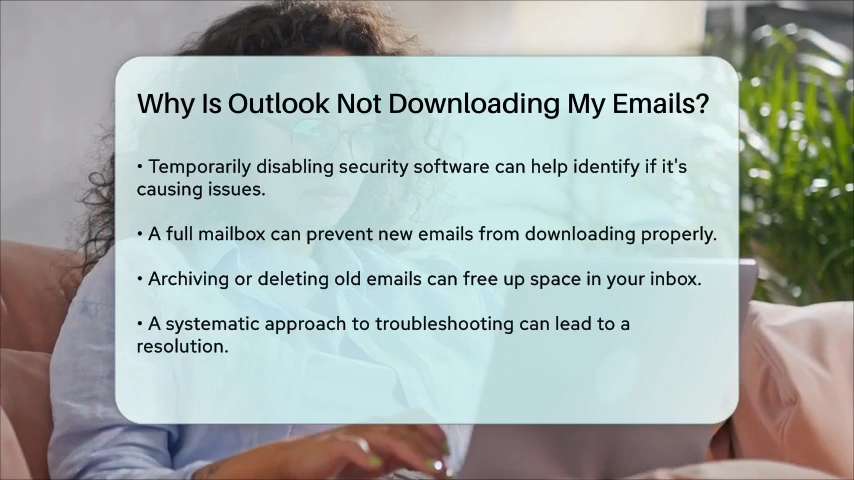 Why Is Outlook Not Downloading My Emails?
• Temporarily disabling security software can help identify if it's
causing issues.
• A full mailbox can prevent new emails from downloading properly.
• Archiving or deleting old emails can free up space in your inbox.
• A systematic approach to troubleshooting can lead to a
resolution.